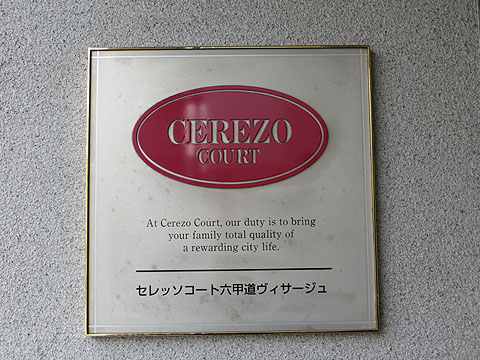 CEREZO
COURT
At Cerezo Court, our duty is to bring
your family total quality of
a rewarding city life.
セレッソコート六甲道ヴィサージュ